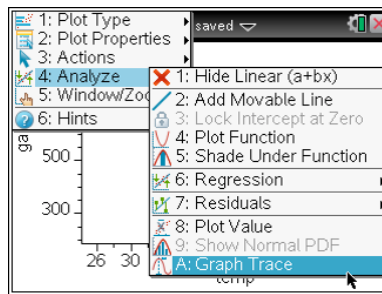 1: Plot Type
2: Plot Properties
3: Actions
4: Analyze
5: Window/Zoo
6: Hints
saved
1: Hide Linear (a+bx)
2: Add Movable Line
3: Lock Intercept at Zero
4: Plot Function
5: Shade Under Function
6: Regression
7: Residuals
8: Plot Value
9: Show Normal PDF
A: Graph Trace
ga
500
300
26 30
temp